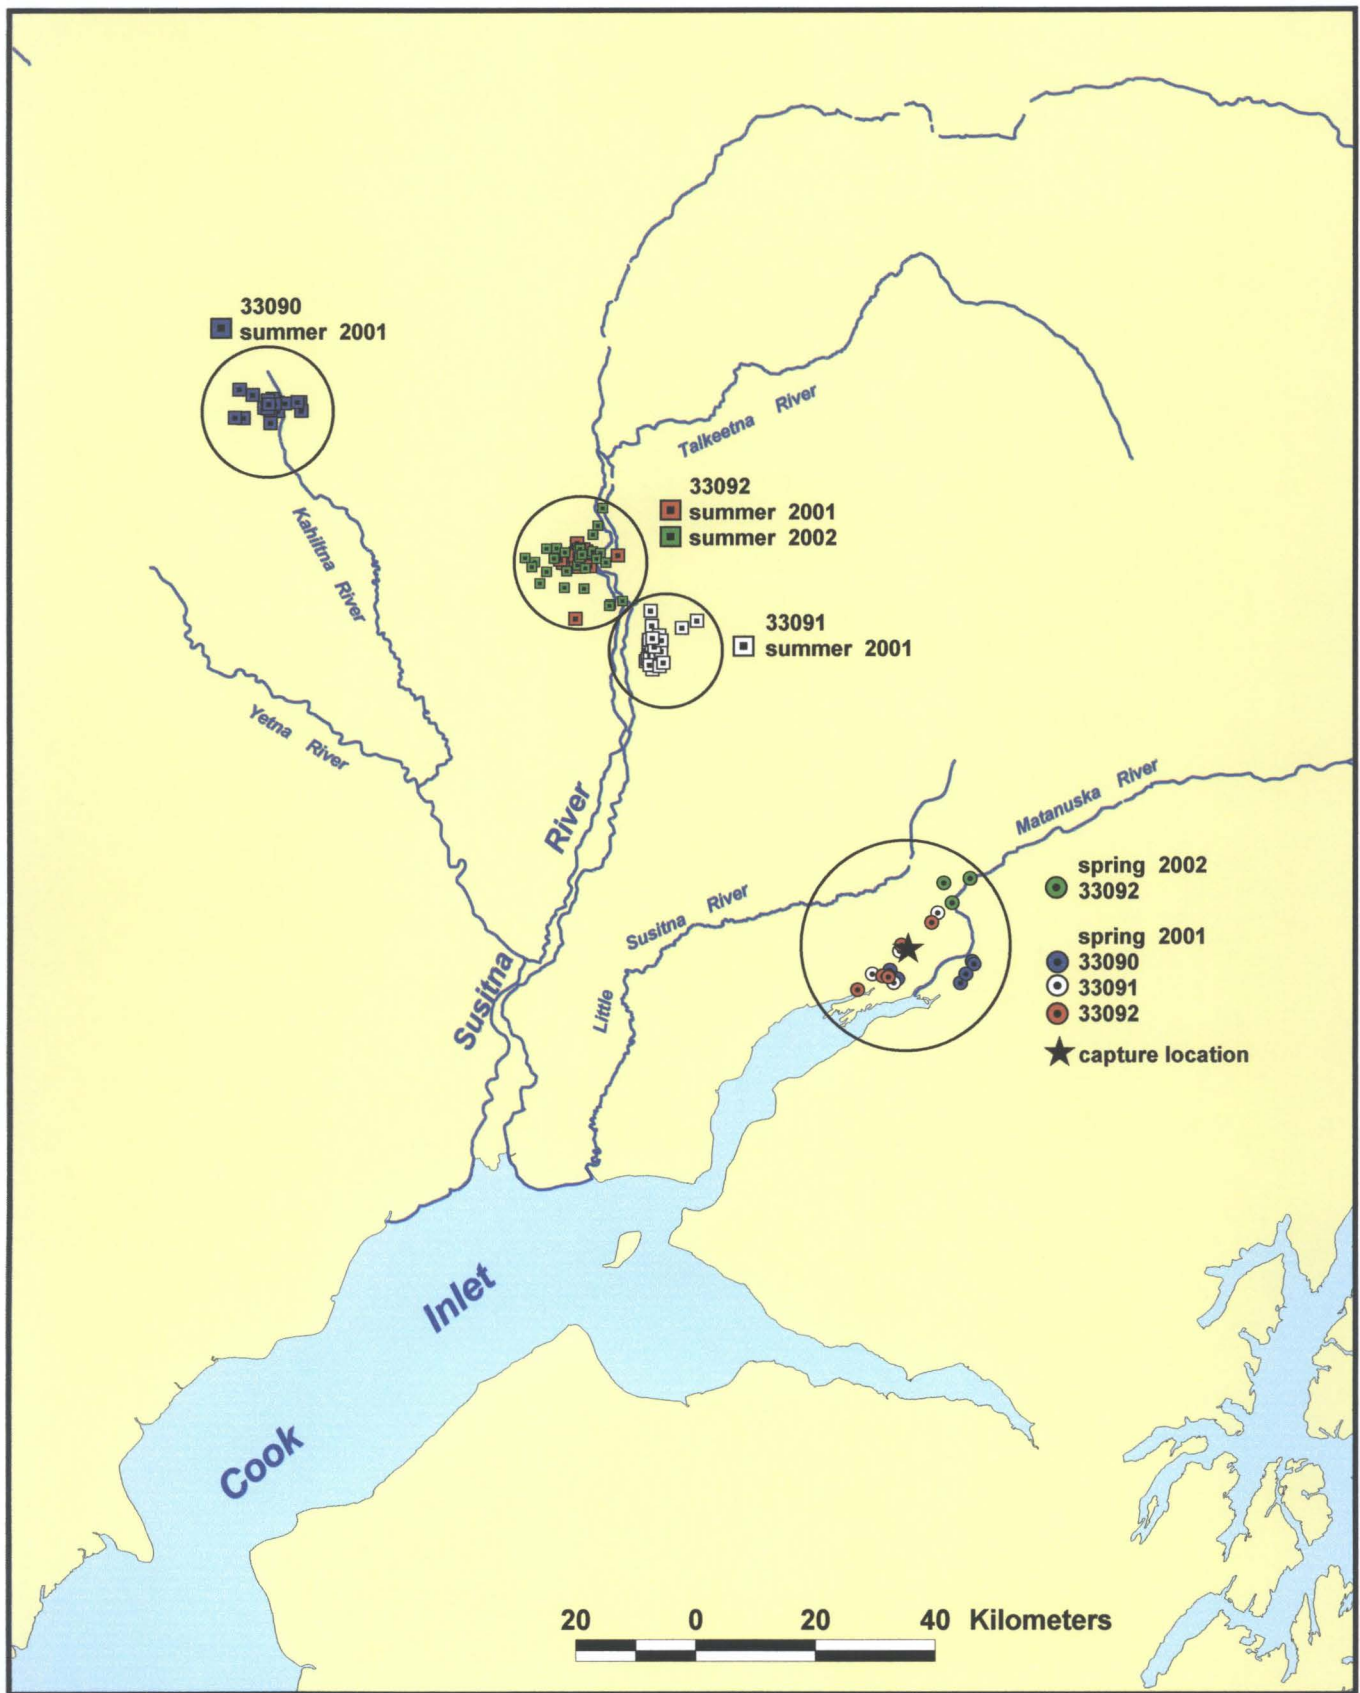 33090
summer 2001
Talkeetna River
33092
summer 2001
summer 2002
Kahiltna River
33091
summer 2001
Yetna River
Matanuska River
Susitna River
Little Susitna River
spring 2002
33092
spring 2001
33090
33091
33092
capture location
Cook Inlet
20 0 20 40 Kilometers